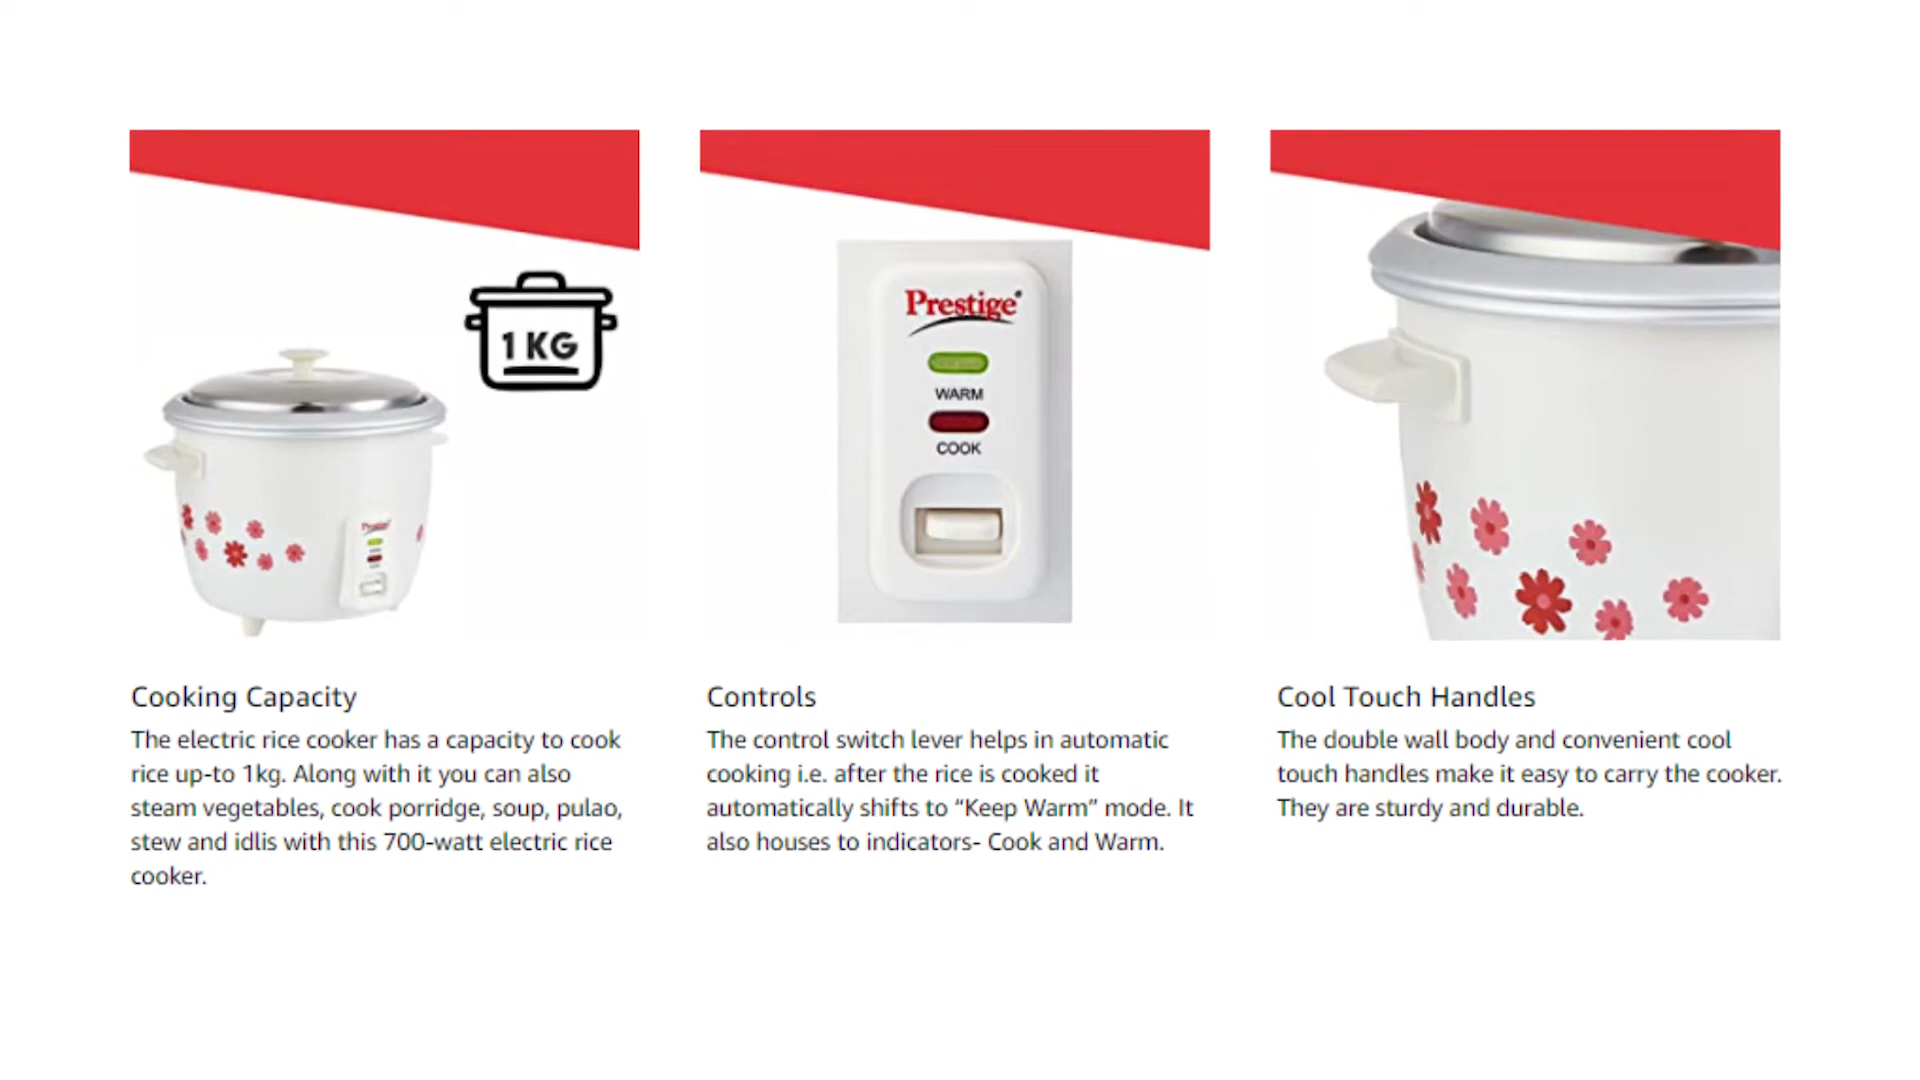 1 KG
Prestige
Prestige
WARM
COOK
Cooking Capacity
The electric rice cooker has a capacity to cook
rice up-to 1kg. Along with it you can also
steam vegetables, cook porridge, soup, pulao,
stew and idlis with this 700-watt electric rice
cooker.
Controls
The control switch lever helps in automatic
cooking i.e. after the rice is cooked it
automatically shifts to “Keep Warm” mode. It
also houses to indicators- Cook and Warm.
Cool Touch Handles
The double wall body and convenient cool
touch handles make it easy to carry the cooker.
They are sturdy and durable.